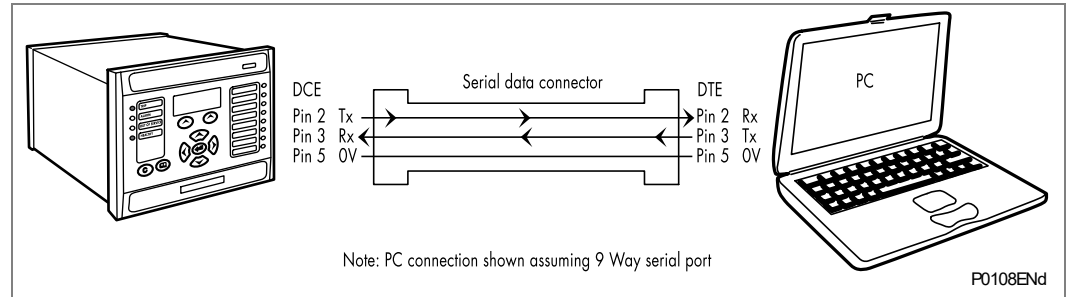 Serial data connector
DCE
DTE
PC
Pin 2 Tx
Pin 2 Rx
Pin 3 Rx
Pin 3 Tx
Pin 5 0V
Pin 5 0V
Note: PC connection shown assuming 9 Way serial port
P0108ENd